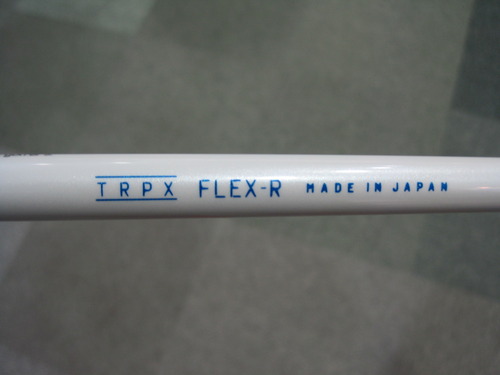 TRPX FLEX-R MADE IN JAPAN